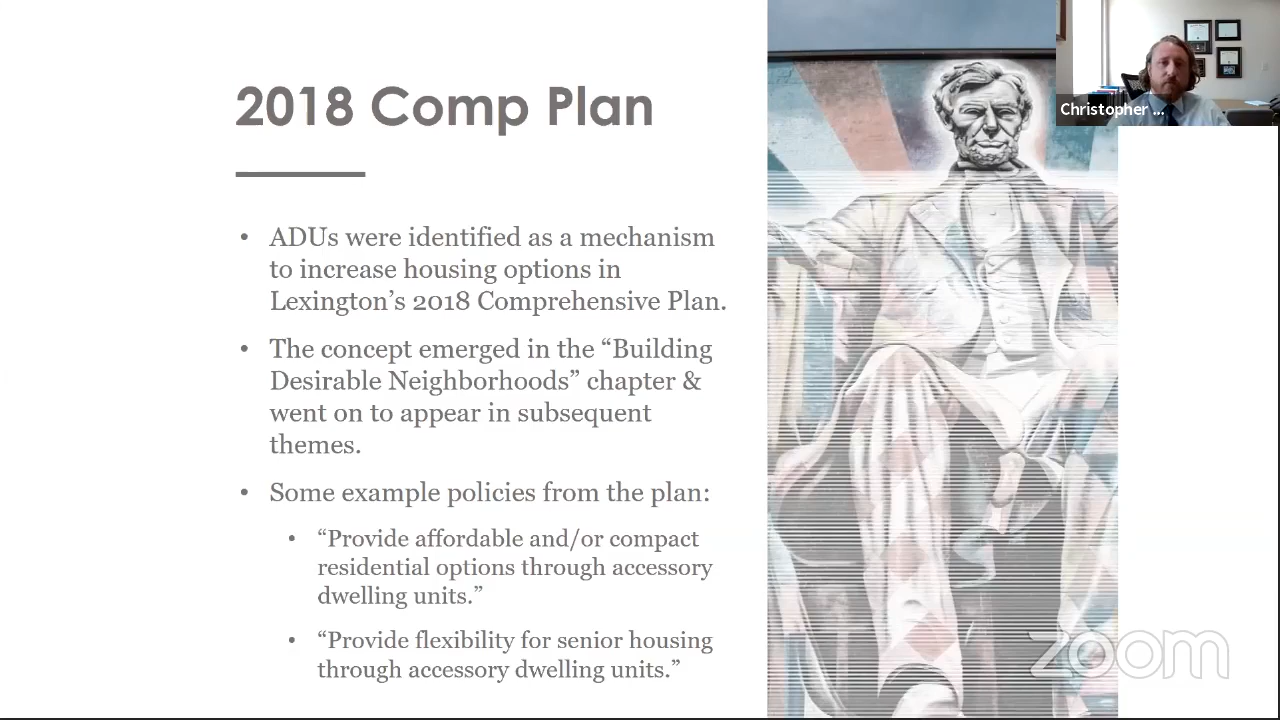 2018 Comp Plan
Christopher ...
• ADUs were identified as a mechanism
to increase housing options in
Lexington’s 2018 Comprehensive Plan.
• The concept emerged in the “Building
Desirable Neighborhoods” chapter &
went on to appear in subsequent
themes.
• Some example policies from the plan:
• “Provide affordable and/or compact
residential options through accessory
dwelling units.”
• “Provide flexibility for senior housing
through accessory dwelling units.”
zoom